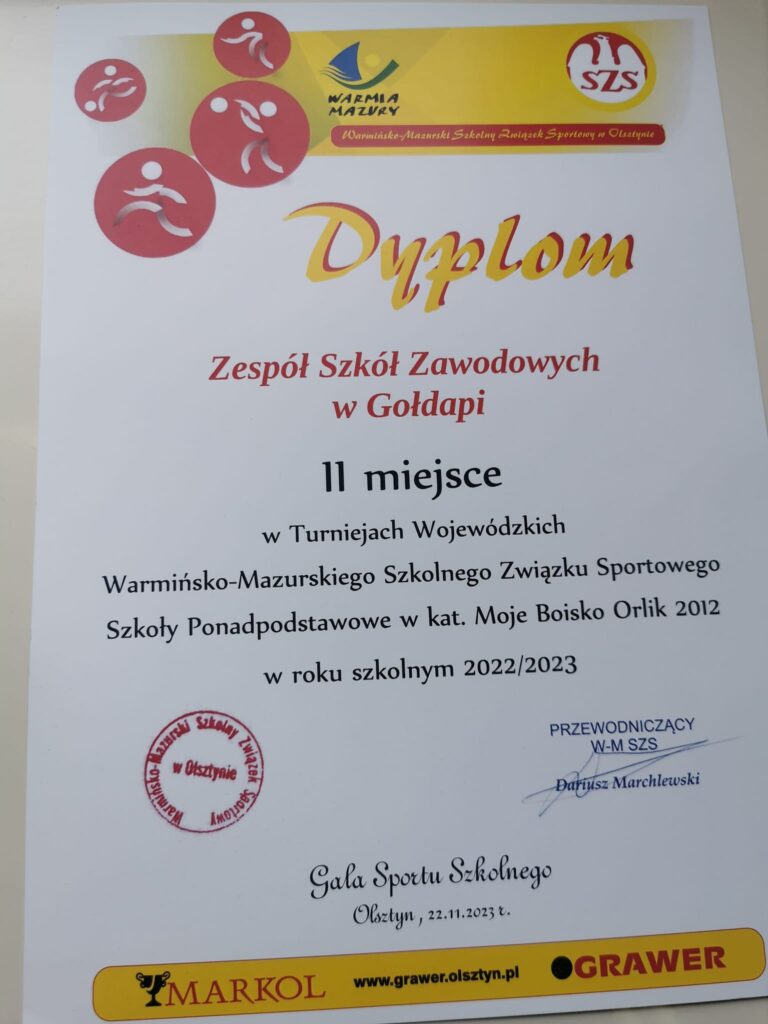 WARMIA
MAZURY
SZS
Warmińsko-Mazurski Szkolny Związek Sportowy w Olsztynie
Dyplom
Zespół Szkół Zawodowych
w Gołdapi
II miejsce
w Turniejach Wojewódzkich
Warmińsko-Mazurskiego Szkolnego Związku Sportowego
Szkoły Ponadpodstawowe w kat. Moje Boisko Orlik 2012
w roku szkolnym 2022/2023
Warmińsko-Mazurski Szkolny Związek Sportowy
w Olsztynie
PRZEWODNICZĄCY
W-M SZS
Dariusz Marchlewski
Gala Sportu Szkolnego
Olsztyn , 22.11.2023 r.
MARKOL
www.grawer.olsztyn.pl
GRAWER